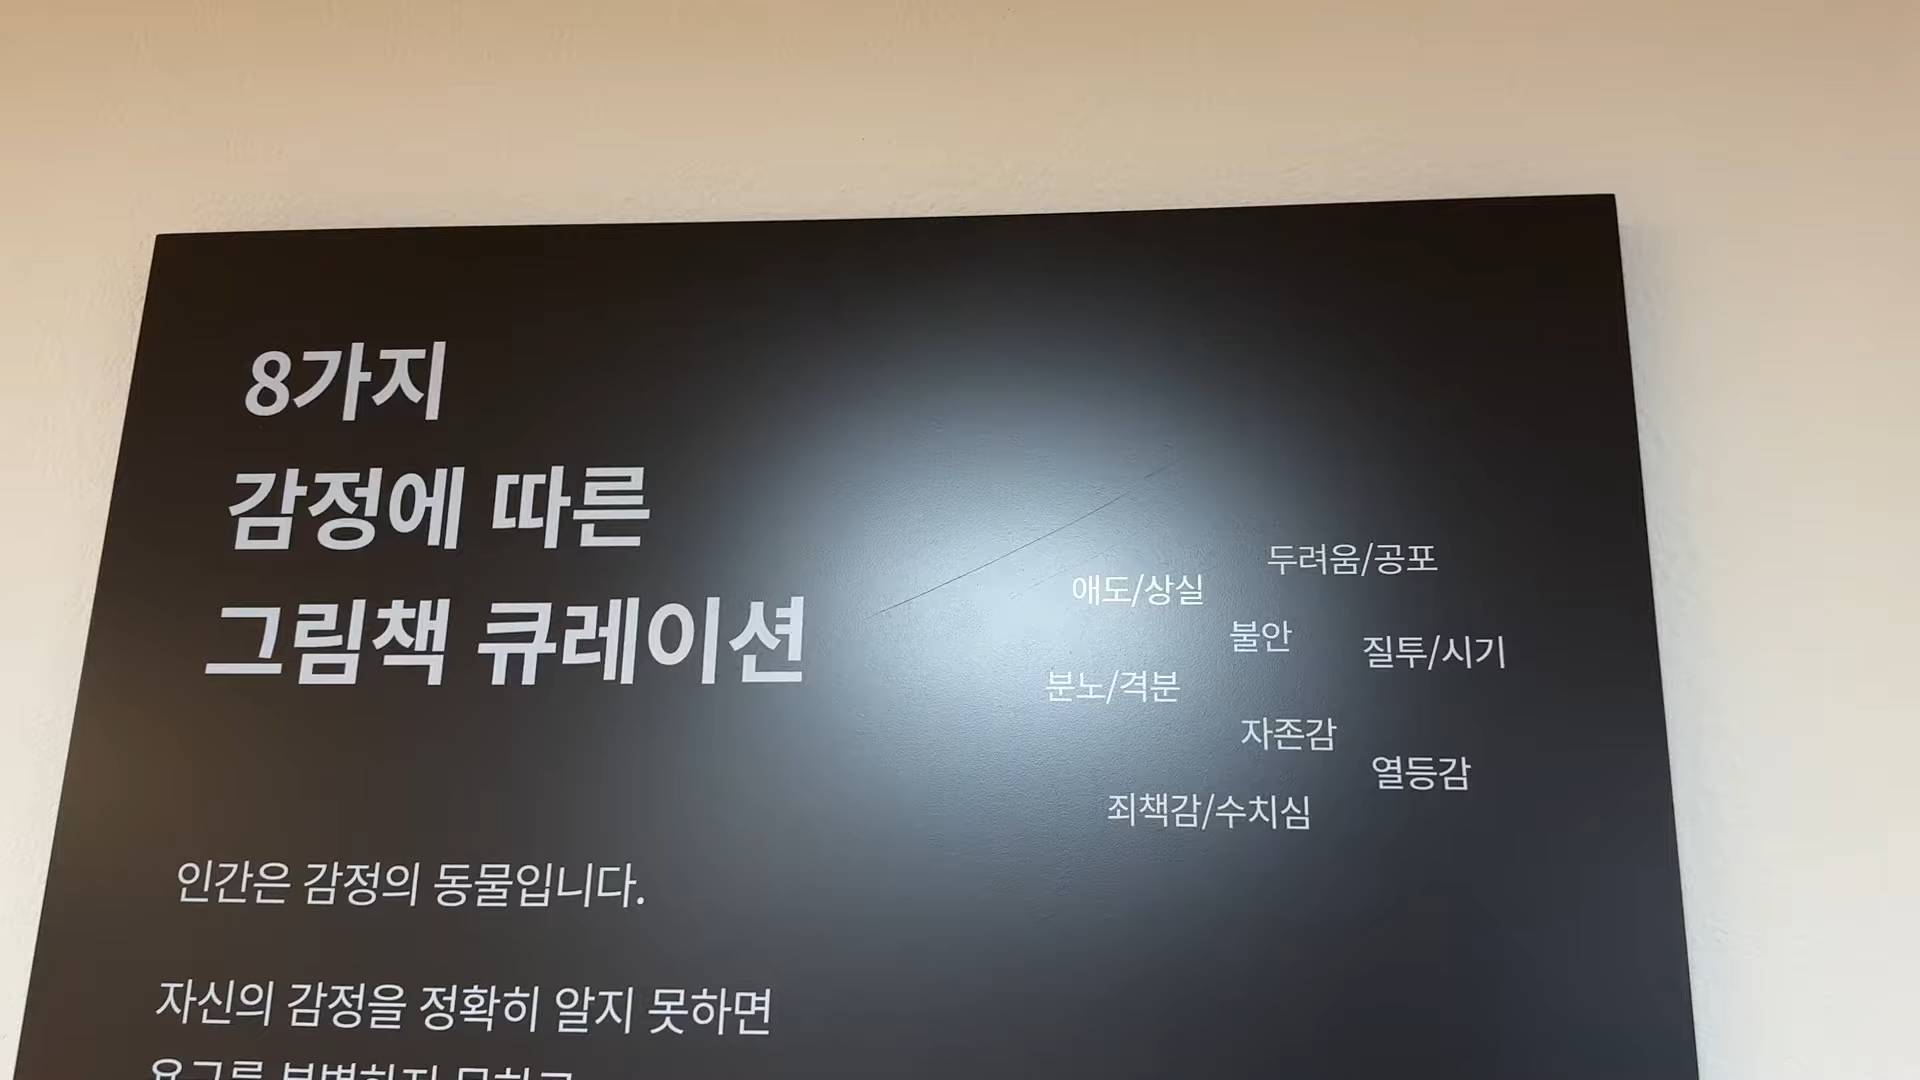 8가지
감정에 따른
그림책 큐레이션
두려움/공포
애도/상실
불안
질투/시기
분노/격분
자존감
열등감
죄책감/수치심
인간은 감정의 동물입니다.
자신의 감정을 정확히 알지 못하면